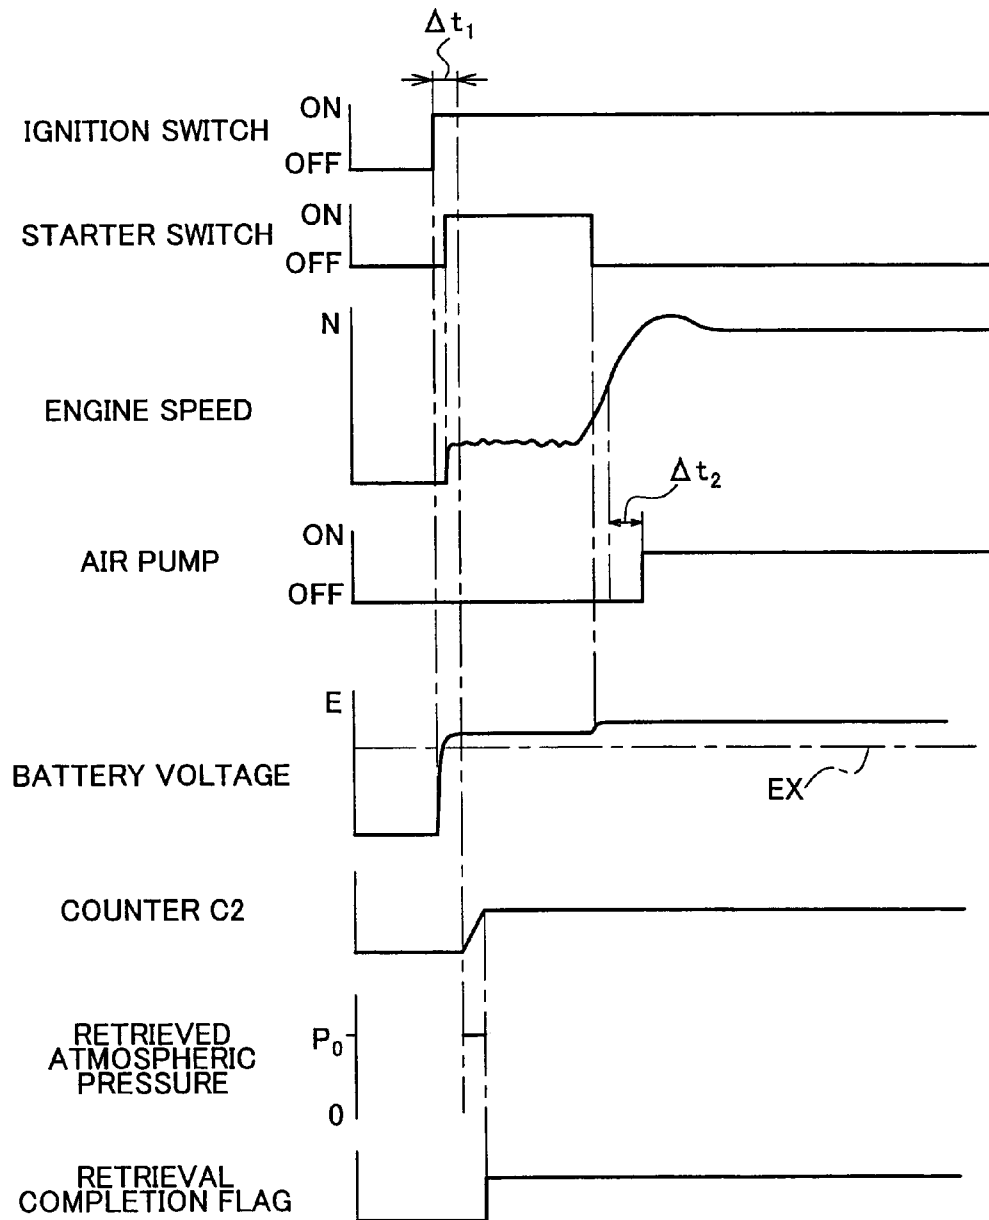 Δt₁
ON
IGNITION SWITCH
OFF
ON
STARTER SWITCH
OFF
N
ENGINE SPEED
Δt₂
ON
AIR PUMP
OFF
E
BATTERY VOLTAGE
EX
COUNTER C2
RETRIEVED
ATMOSPHERIC
PRESSURE
P₀
0
RETRIEVAL
COMPLETION FLAG